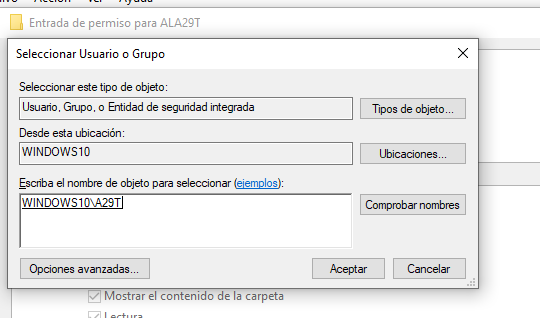 Acción Ver Ayuda
Entrada de permiso para ALA29T
Seleccionar Usuario o Grupo
Seleccionar este tipo de objeto:
Usuario, Grupo, o Entidad de seguridad integrada
Tipos de objeto...
Desde esta ubicación:
WINDOWS10
Ubicaciones...
Escriba el nombre de objeto para seleccionar (ejemplos):
WINDOWS10\A29T
Comprobar nombres
Opciones avanzadas...
Aceptar
Cancelar
Mostrar el contenido de la carpeta
Lectura